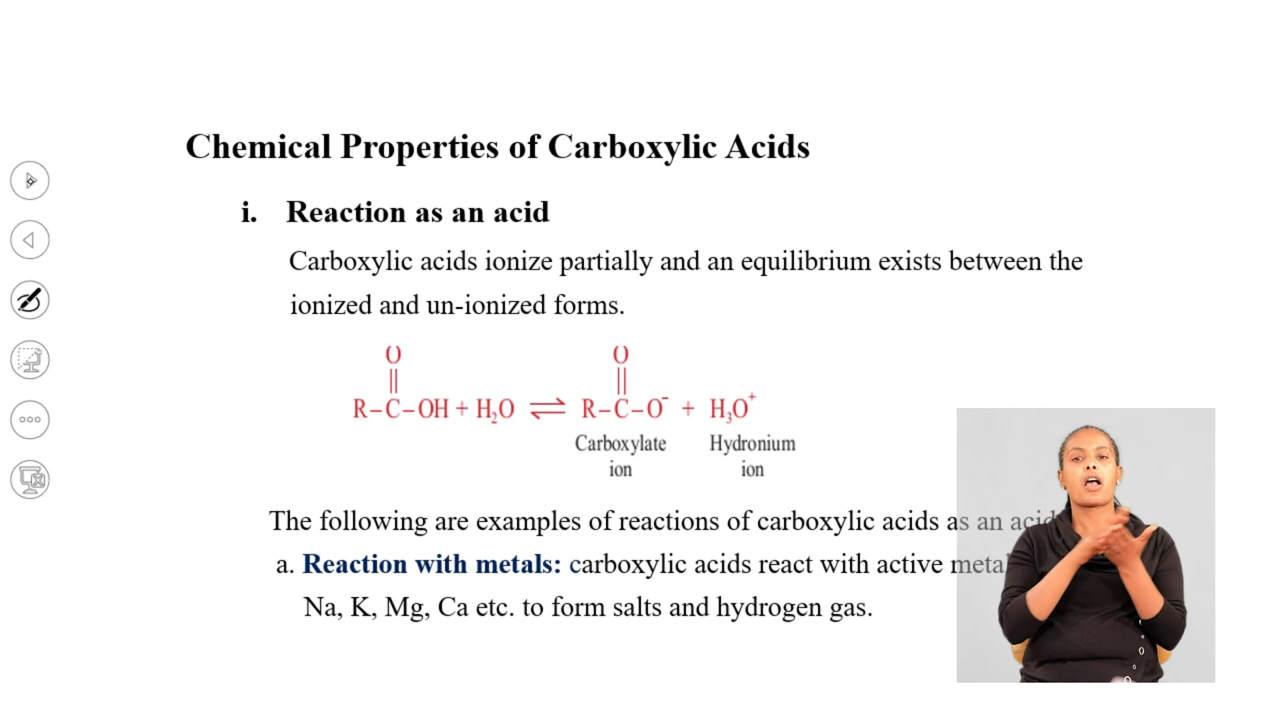 Chemical Properties of Carboxylic Acids
i. Reaction as an acid
Carboxylic acids ionize partially and an equilibrium exists between the
ionized and un-ionized forms.
O O
|| ||
R–C–OH + H₂O ⇌ R–C–O⁻ + H₃O⁺
Carboxylate Hydronium
ion ion
The following are examples of reactions of carboxylic acids as an acid
a. Reaction with metals: carboxylic acids react with active
Na, K, Mg, Ca etc. to form salts and hydrogen gas.